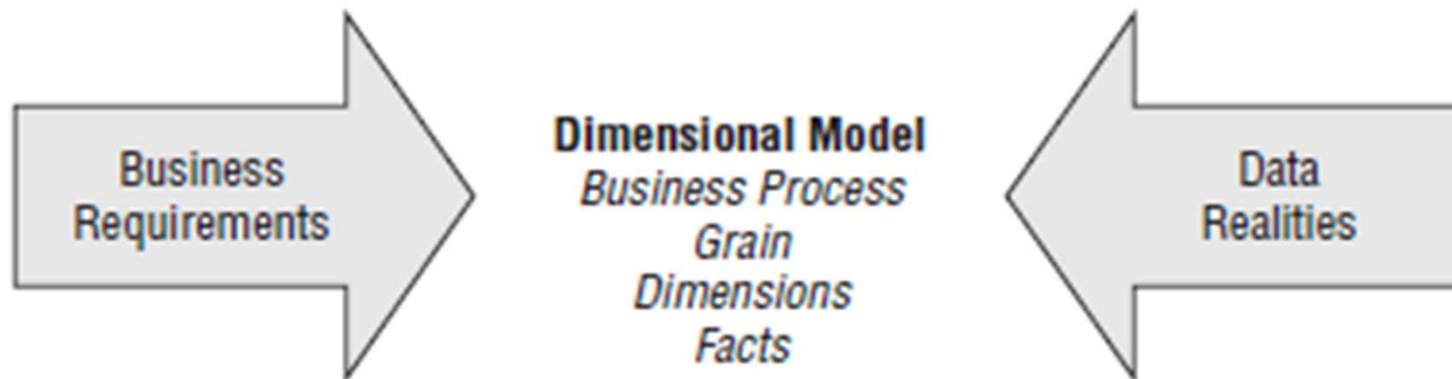 Business
Requirements
Dimensional Model
Business Process
Grain
Dimensions
Facts
Data
Realities